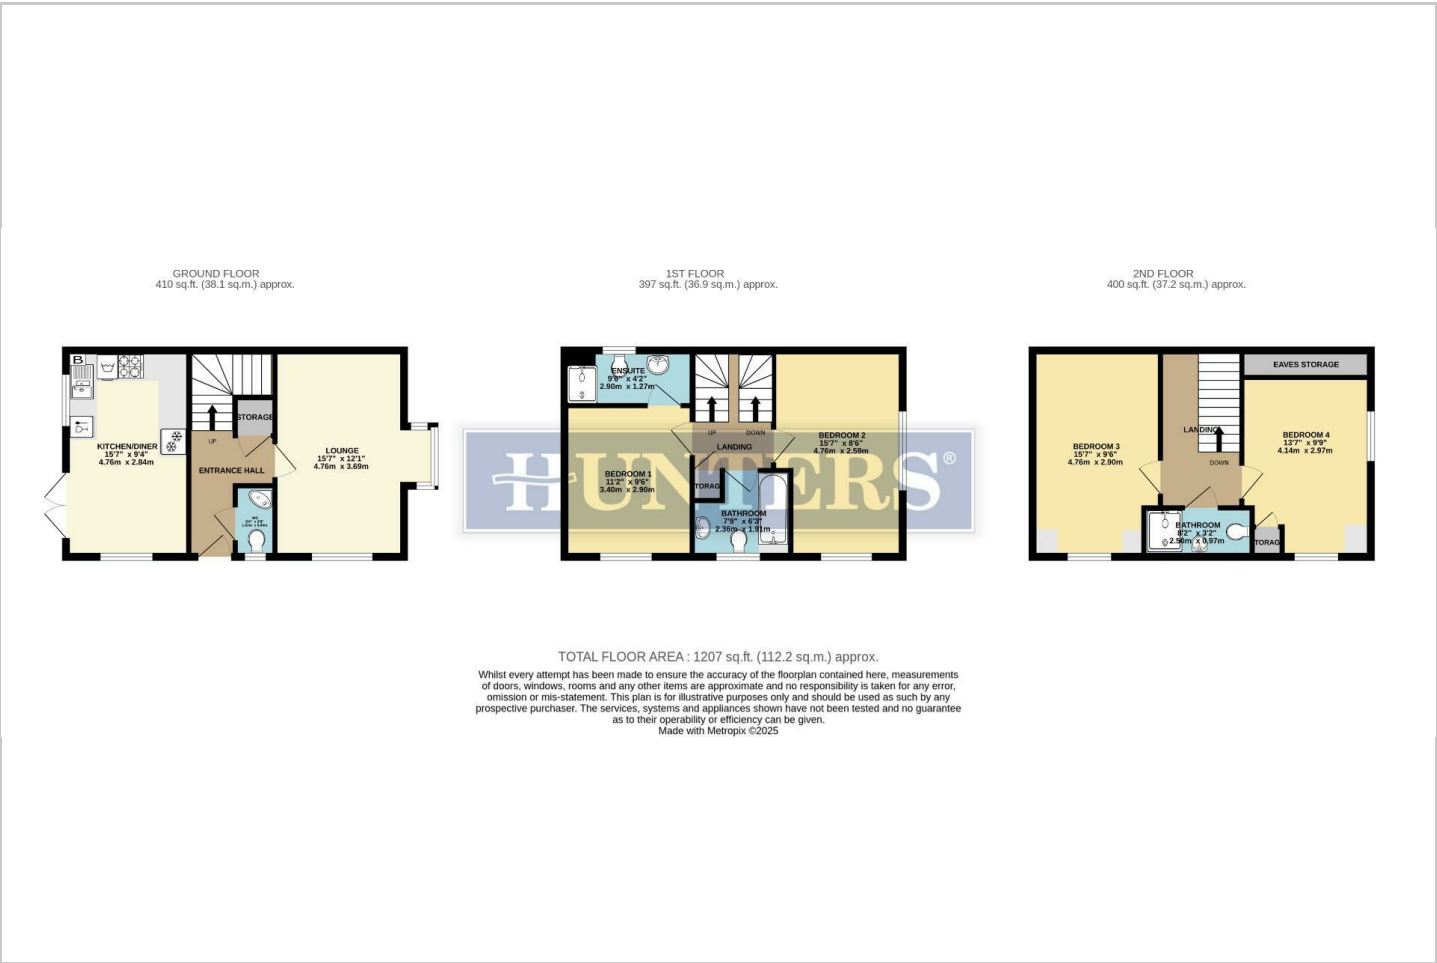 GROUND FLOOR
410 sq.ft. (38.1 sq.m.) approx.
B
KITCHEN/DINER
15'7" x 9'4"
4.76m x 2.84m
UP
STORAGE
ENTRANCE HALL
LOUNGE
15'7" x 12'1"
4.76m x 3.69m
WC
1ST FLOOR
397 sq.ft. (36.9 sq.m.) approx.
ENSUITE
9'6" x 4'2"
2.90m x 1.27m
UP
DOWN
LANDING
BEDROOM 1
11'2" x 9'6"
3.40m x 2.90m
TORAG
BATHROOM
7'9" x 6'3"
2.36m x 1.91m
BEDROOM 2
15'7" x 8'6"
4.76m x 2.59m
HUNTERS®
2ND FLOOR
400 sq.ft. (37.2 sq.m.) approx.
EAVES STORAGE
LANDING
DOWN
BEDROOM 3
15'7" x 9'6"
4.76m x 2.90m
BEDROOM 4
13'7" x 9'9"
4.14m x 2.97m
BATHROOM
8'2" x 3'2"
2.50m x 0.97m
TORAG
TOTAL FLOOR AREA : 1207 sq.ft. (112.2 sq.m.) approx.
Whilst every attempt has been made to ensure the accuracy of the floorplan contained here, measurements
of doors, windows, rooms and any other items are approximate and no responsibility is taken for any error,
omission or mis-statement. This plan is for illustrative purposes only and should be used as such by any
prospective purchaser. The services, systems and appliances shown have not been tested and no guarantee
as to their operability or efficiency can be given.
Made with Metropix ©2025